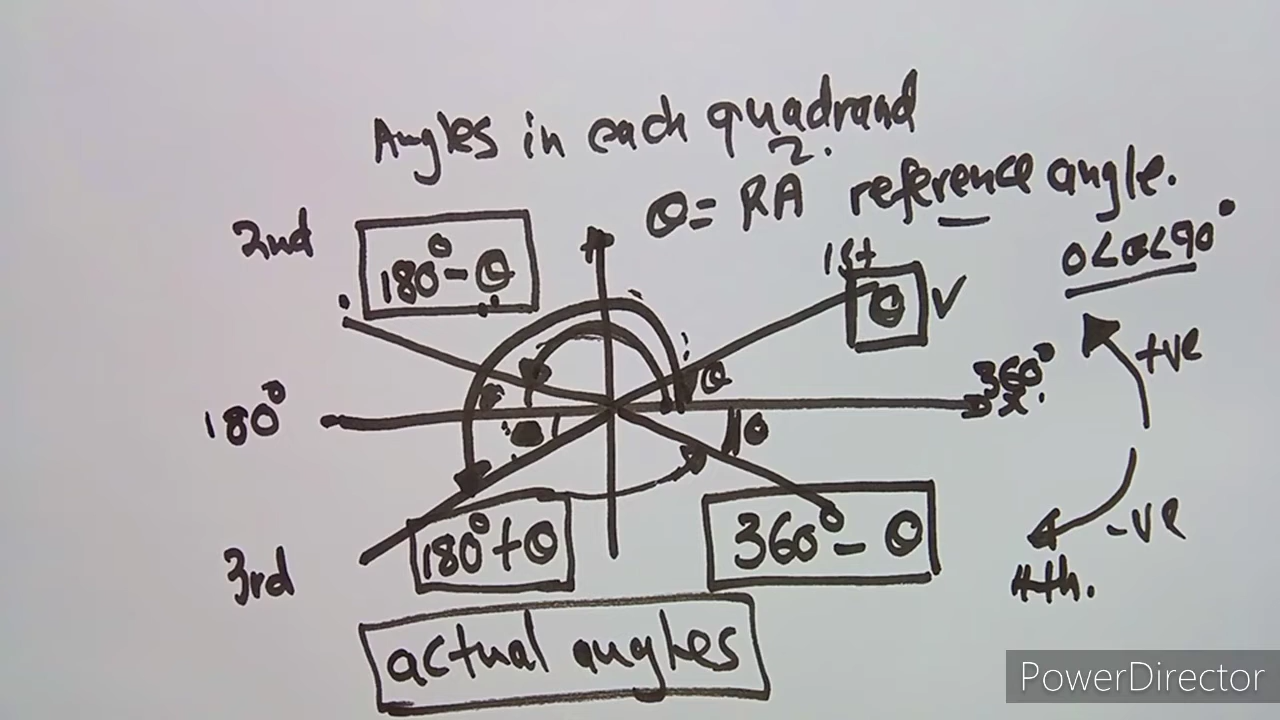 Angles in each quadrand
θ = RA reference angle.
2nd
180° - θ
1st
θ
0<θ<90°
+ve
360°
x
θ
180°
θ
θ
-ve
3rd
180° + θ
360° - θ
4th.
actual angles
PowerDirector